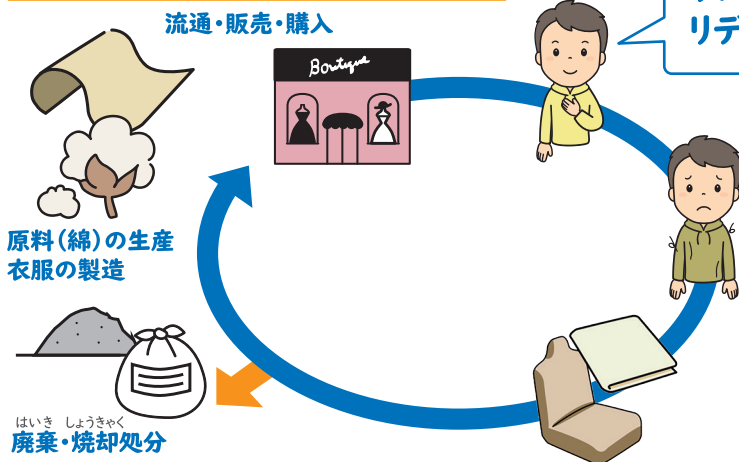 流通・販売・購入
リデ
Boutique
原料（綿）の生産
衣服の製造
はいき しょうきゃく
廃棄・焼却処分